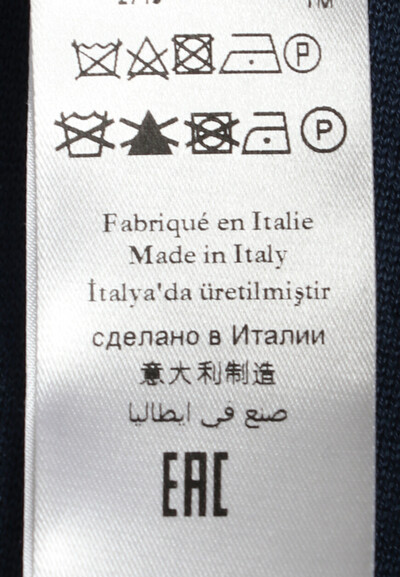 TM
P
P
Fabriqué en Italie
Made in Italy
İtalya'da üretilmiştir
сделано в Италии
意大利制造
صنع في ايطاليا
EAC